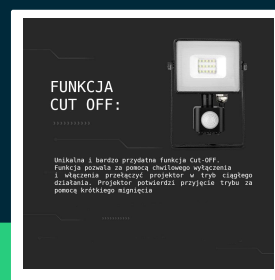 FUNKCJA
CUT OFF:
Unikalna i bardzo przydatna funkcja Cut-Off.
Funkcja pozwala za pomocą chwilowego wyłączenia
i włączenia przełączyć projektor w tryb ciągłego
działania. Projektor potwierdzi przyjęcie trybu za
pomocą krótkiego mignięcia